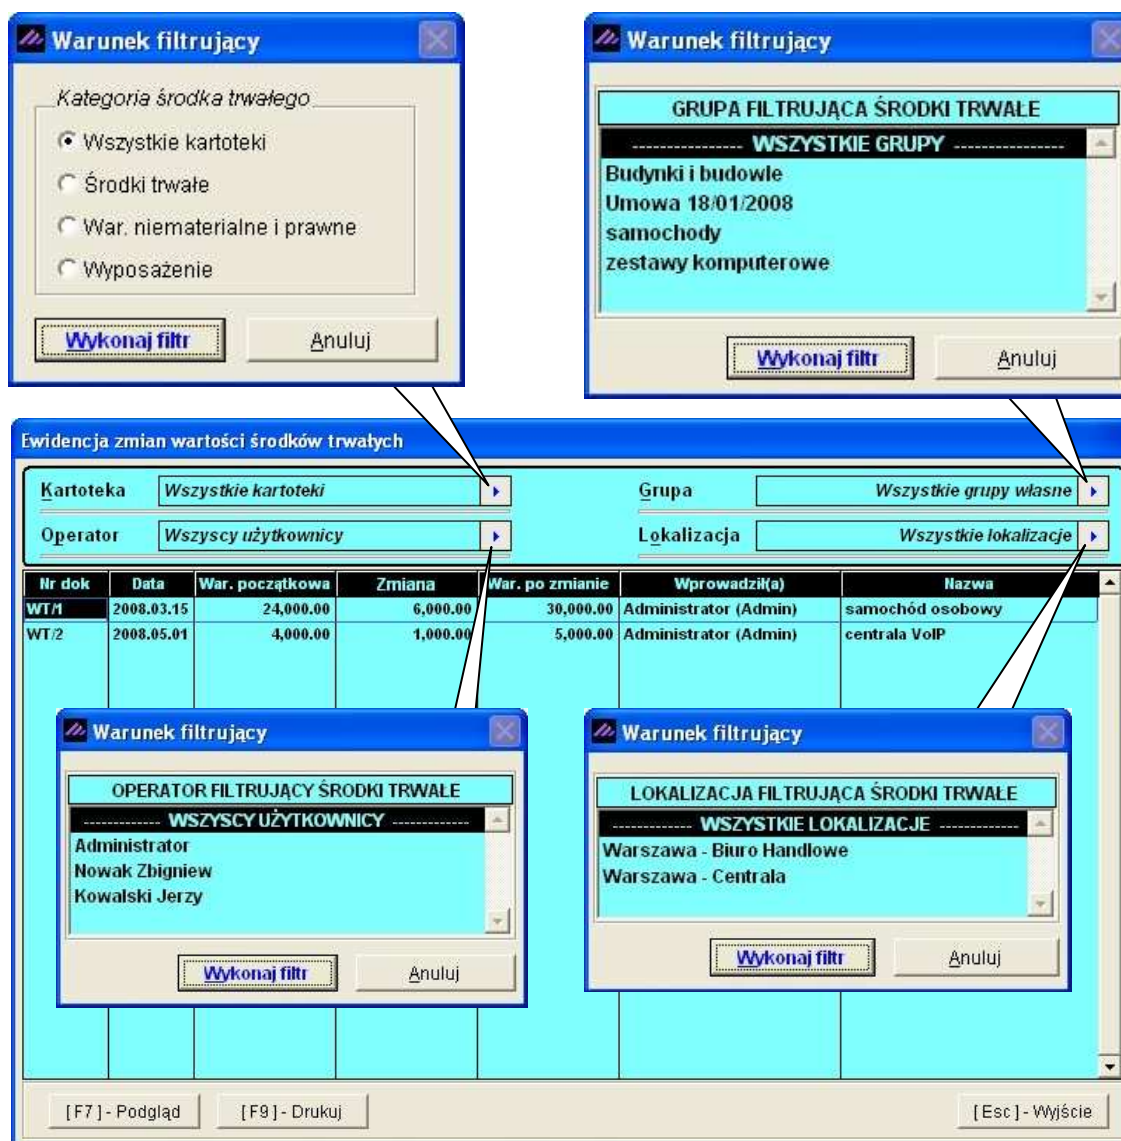 Warunek filtrujący
Kategoria środka trwałego
Wszystkie kartoteki
Środki trwałe
War. niematerialne i prawne
Wyposażenie
Wykonaj filtr Anuluj
Warunek filtrujący
GRUPA FILTRUJĄCA ŚRODKI TRWAŁE
---------------- WSZYSTKIE GRUPY ----------------
Budynki i budowle
Umowa 18/01/2008
samochody
zestawy komputerowe
Wykonaj filtr Anuluj
Ewidencja zmian wartości środków trwałych
Kartoteka Wszystkie kartoteki Grupa Wszystkie grupy własne
Operator Wszyscy użytkownicy Lokalizacja Wszystkie lokalizacje
Nr dok Data War. początkowa Zmiana War. po zmianie Wprowadził(a) Nazwa
WT/1 2008.03.15 24,000.00 6,000.00 30,000.00 Administrator (Admin) samochód osobowy
WT/2 2008.05.01 4,000.00 1,000.00 5,000.00 Administrator (Admin) centrala VoIP
Warunek filtrujący
OPERATOR FILTRUJĄCY ŚRODKI TRWAŁE
------------ WSZYSCY UŻYTKOWNICY ------------
Administrator
Nowak Zbigniew
Kowalski Jerzy
Wykonaj filtr Anuluj
Warunek filtrujący
LOKALIZACJA FILTRUJĄCA ŚRODKI TRWAŁE
------------ WSZYSTKIE LOKALIZACJE ------------
Warszawa - Biuro Handlowe
Warszawa - Centrala
Wykonaj filtr Anuluj
[ F7 ] - Podgląd [ F9 ] - Drukuj [ Esc ] - Wyjście